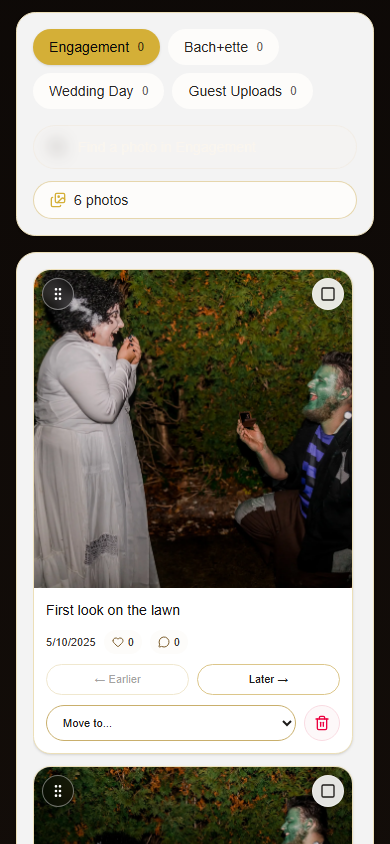 Engagement 0
Bach+ette 0
Wedding Day 0
Guest Uploads 0
6 photos
First look on the lawn
5/10/2025 0 0
← Earlier
Later →
Move to...